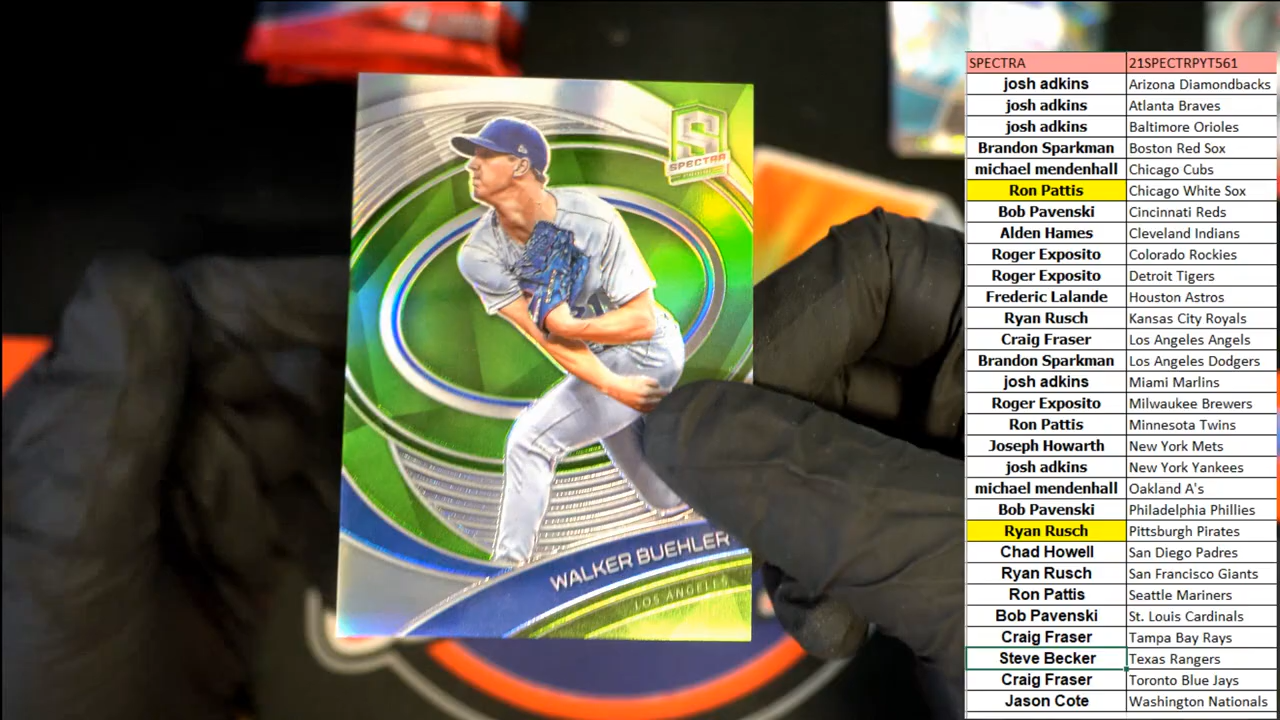 SPECTRA
WALKER BUEHLER
LOS ANGELES
SPECTRA 21SPECTRPYT561
josh adkins Arizona Diamondbacks
josh adkins Atlanta Braves
josh adkins Baltimore Orioles
Brandon Sparkman Boston Red Sox
michael mendenhall Chicago Cubs
Ron Pattis Chicago White Sox
Bob Pavenski Cincinnati Reds
Alden Hames Cleveland Indians
Roger Exposito Colorado Rockies
Roger Exposito Detroit Tigers
Frederic Lalande Houston Astros
Ryan Rusch Kansas City Royals
Craig Fraser Los Angeles Angels
Brandon Sparkman Los Angeles Dodgers
josh adkins Miami Marlins
Roger Exposito Milwaukee Brewers
Ron Pattis Minnesota Twins
Joseph Howarth New York Mets
josh adkins New York Yankees
michael mendenhall Oakland A's
Bob Pavenski Philadelphia Phillies
Ryan Rusch Pittsburgh Pirates
Chad Howell San Diego Padres
Ryan Rusch San Francisco Giants
Ron Pattis Seattle Mariners
Bob Pavenski St. Louis Cardinals
Craig Fraser Tampa Bay Rays
Steve Becker Texas Rangers
Craig Fraser Toronto Blue Jays
Jason Cote Washington Nationals